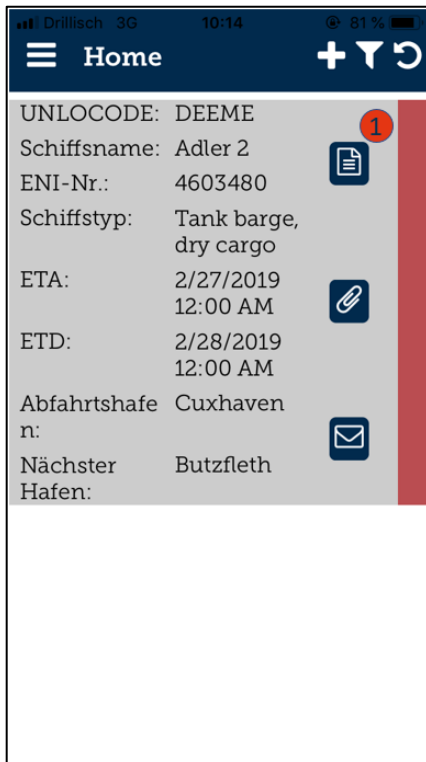 Drillisch 3G 10:14 81 %
Home
1
UNLOCODE: DEEME
Schiffsname: Adler 2
ENI-Nr.: 4603480
Schiffstyp: Tank barge,
dry cargo
ETA: 2/27/2019
12:00 AM
ETD: 2/28/2019
12:00 AM
Abfahrtshafe Cuxhaven
n:
Nächster Butzfleth
Hafen: